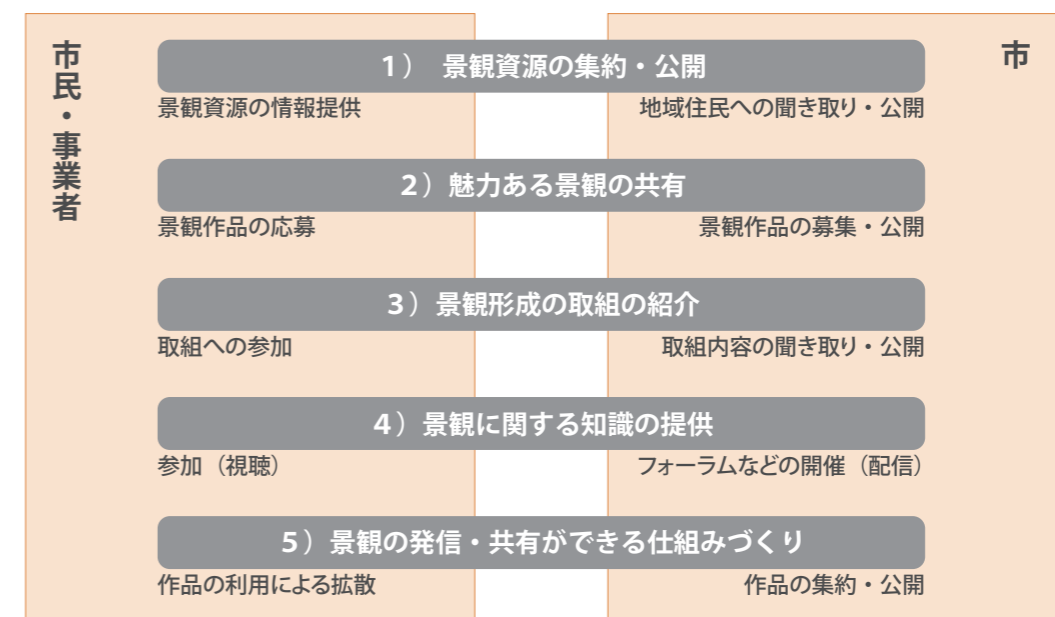 市民・事業者
市
1） 景観資源の集約・公開
景観資源の情報提供
地域住民への聞き取り・公開
2）魅力ある景観の共有
景観作品の応募
景観作品の募集・公開
3）景観形成の取組の紹介
取組への参加
取組内容の聞き取り・公開
4）景観に関する知識の提供
参加（視聴）
フォーラムなどの開催（配信）
5）景観の発信・共有ができる仕組みづくり
作品の利用による拡散
作品の集約・公開